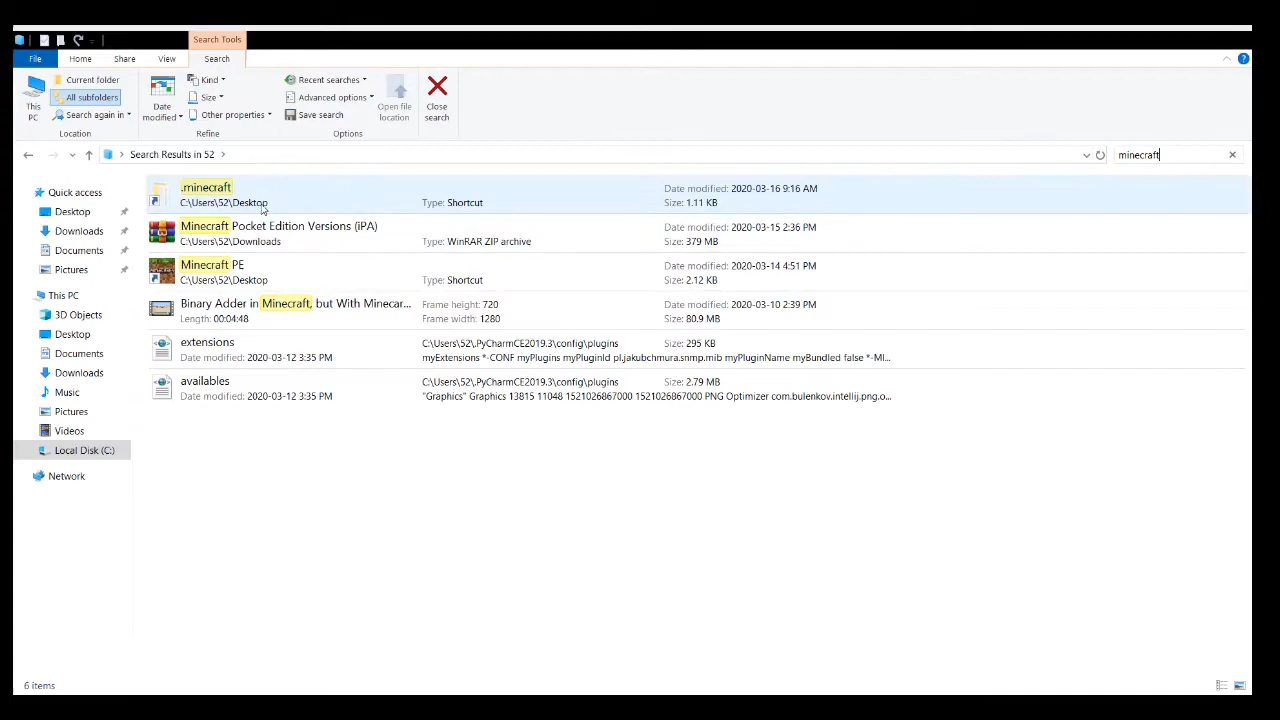 Search Tools
File
Home
Share
View
Search
This PC
Current folder
All subfolders
Search again in
Location
Date modified
Kind
Size
Other properties
Refine
Recent searches
Advanced options
Save search
Options
Open file location
Close search
Search Results in 52
minecraft
Quick access
Desktop
Downloads
Documents
Pictures
This PC
3D Objects
Desktop
Documents
Downloads
Music
Pictures
Videos
Local Disk (C:)
Network
.minecraft
C:\Users\52\Desktop
Type: Shortcut
Date modified: 2020-03-16 9:16 AM
Size: 1.11 KB
Minecraft Pocket Edition Versions (iPA)
C:\Users\52\Downloads
Type: WinRAR ZIP archive
Date modified: 2020-03-15 2:36 PM
Size: 379 MB
Minecraft PE
C:\Users\52\Desktop
Type: Shortcut
Date modified: 2020-03-14 4:51 PM
Size: 2.12 KB
Binary Adder in Minecraft, but With Minecar...
Length: 00:04:48
Frame height: 720
Frame width: 1280
Date modified: 2020-03-10 2:39 PM
Size: 80.9 MB
extensions
Date modified: 2020-03-12 3:35 PM
C:\Users\52\.PyCharmCE2019.3\config\plugins
Size: 295 KB
myExtensions *-CONF myPlugins myPluginId pl.jakubchmura.snmp.mib myPluginName myBundled false *-MI...
availables
Date modified: 2020-03-12 3:35 PM
C:\Users\52\.PyCharmCE2019.3\config\plugins
Size: 2.79 MB
"Graphics" Graphics 13815 11048 1521026867000 1521026867000 PNG Optimizer com.bulenkov.intellij.png.o...
6 items